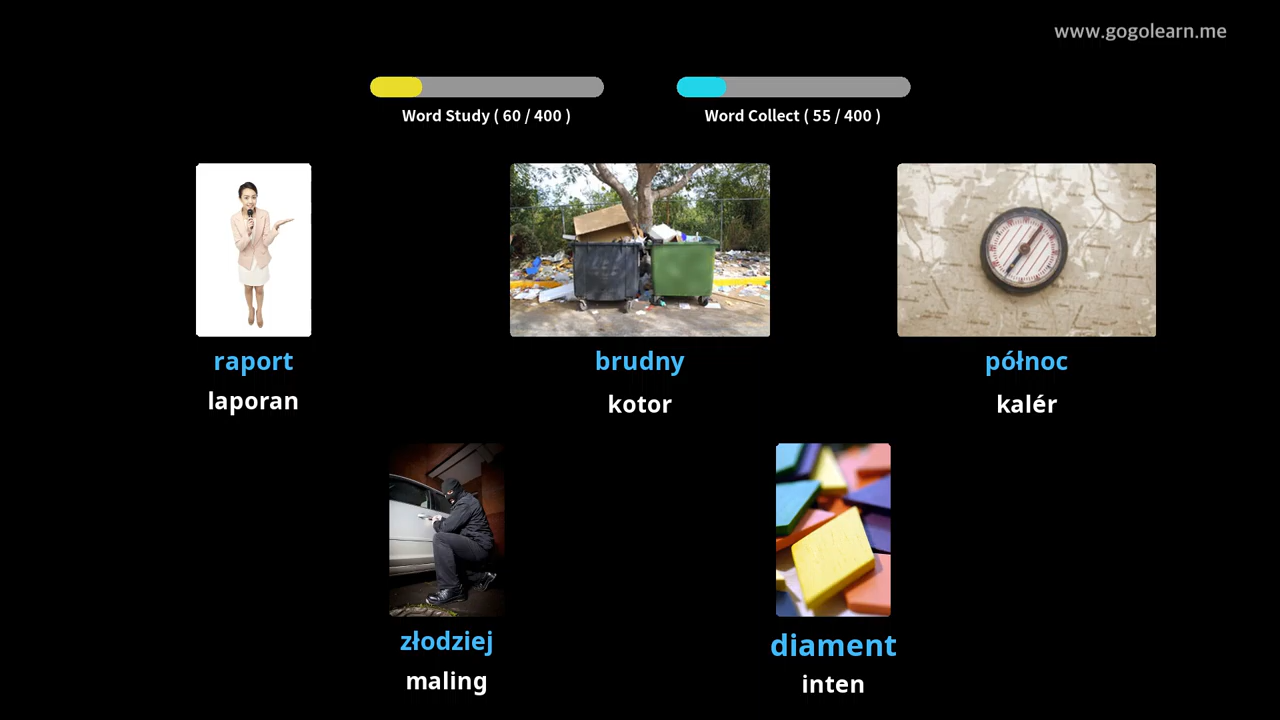 www.gogolearn.me
Word Study ( 60 / 400 )
Word Collect ( 55 / 400 )
raport
laporan
brudny
kotor
północ
kalér
złodziej
maling
diament
inten